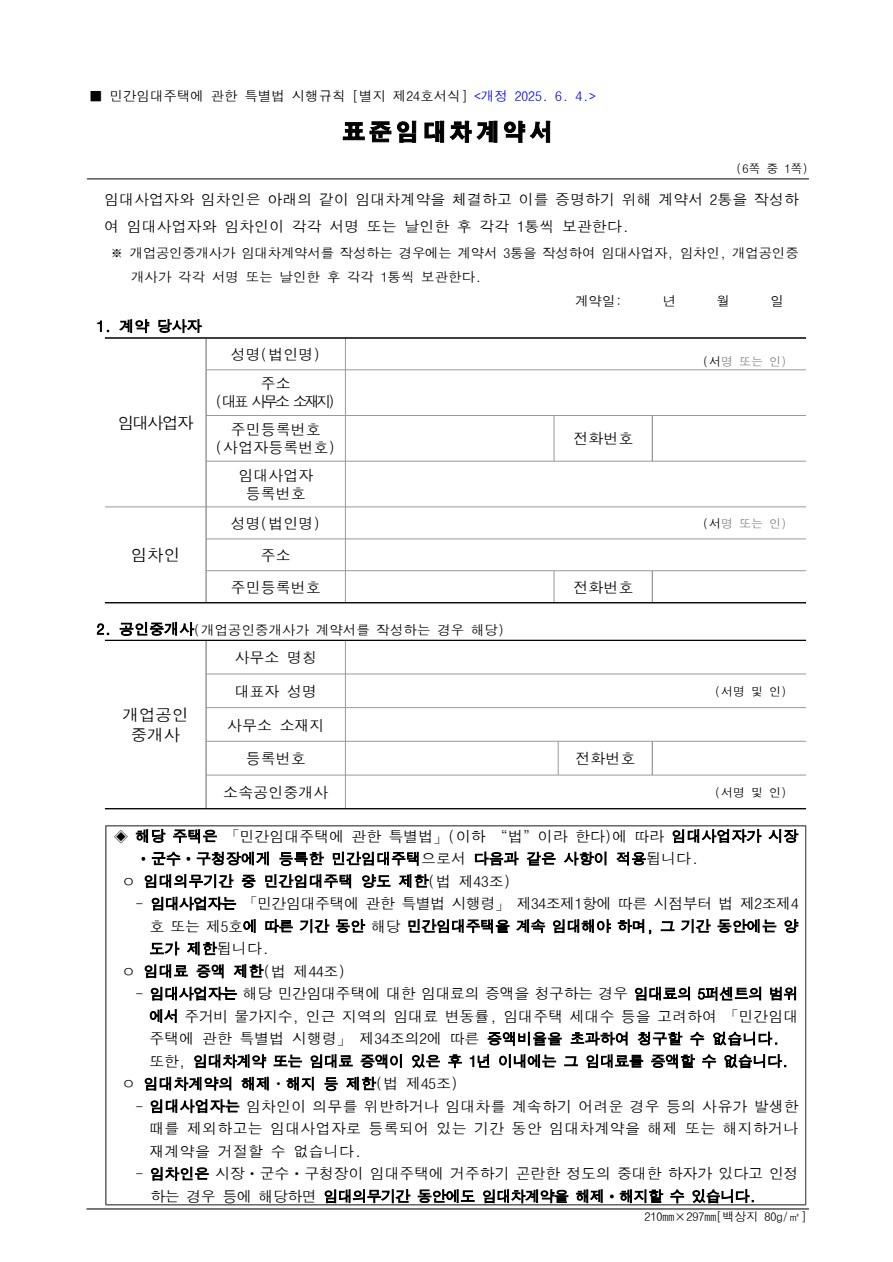 ■ 민간임대주택에 관한 특별법 시행규칙 [별지 제24호서식] <개정 2025. 6. 4.>
표준임대차계약서
(6쪽 중 1쪽)
임대사업자와 임차인은 아래의 같이 임대차계약을 체결하고 이를 증명하기 위해 계약서 2통을 작성하
여 임대사업자와 임차인이 각각 서명 또는 날인한 후 각각 1통씩 보관한다.
※ 개업공인중개사가 임대차계약서를 작성하는 경우에는 계약서 3통을 작성하여 임대사업자, 임차인, 개업공인중
개사가 각각 서명 또는 날인한 후 각각 1통씩 보관한다.
계약일: 년 월 일
1. 계약 당사자
임대사업자
성명(법인명)
(서명 또는 인)
주소
(대표 사무소 소재지)
주민등록번호
(사업자등록번호)
전화번호
임대사업자
등록번호
임차인
성명(법인명)
(서명 또는 인)
주소
주민등록번호
전화번호
2. 공인중개사(개업공인중개사가 계약서를 작성하는 경우 해당)
개업공인
중개사
사무소 명칭
대표자 성명
(서명 및 인)
사무소 소재지
등록번호
전화번호
소속공인중개사
(서명 및 인)
◈ 해당 주택은 「민간임대주택에 관한 특별법」(이하 “법”이라 한다)에 따라 임대사업자가 시장
・군수・구청장에게 등록한 민간임대주택으로서 다음과 같은 사항이 적용됩니다.
ㅇ 임대의무기간 중 민간임대주택 양도 제한(법 제43조)
- 임대사업자는 「민간임대주택에 관한 특별법 시행령」 제34조제1항에 따른 시점부터 법 제2조제4
호 또는 제5호에 따른 기간 동안 해당 민간임대주택을 계속 임대해야 하며, 그 기간 동안에는 양
도가 제한됩니다.
ㅇ 임대료 증액 제한(법 제44조)
- 임대사업자는 해당 민간임대주택에 대한 임대료의 증액을 청구하는 경우 임대료의 5퍼센트의 범위
에서 주거비 물가지수, 인근 지역의 임대료 변동률, 임대주택 세대수 등을 고려하여 「민간임대
주택에 관한 특별법 시행령」 제34조의2에 따른 증액비율을 초과하여 청구할 수 없습니다.
또한, 임대차계약 또는 임대료 증액이 있은 후 1년 이내에는 그 임대료를 증액할 수 없습니다.
ㅇ 임대차계약의 해제・해지 등 제한(법 제45조)
- 임대사업자는 임차인이 의무를 위반하거나 임대차를 계속하기 어려운 경우 등의 사유가 발생한
때를 제외하고는 임대사업자로 등록되어 있는 기간 동안 임대차계약을 해제 또는 해지하거나
재계약을 거절할 수 없습니다.
- 임차인은 시장・군수・구청장이 임대주택에 거주하기 곤란한 정도의 중대한 하자가 있다고 인정
하는 경우 등에 해당하면 임대의무기간 동안에도 임대차계약을 해제・해지할 수 있습니다.
210㎜×297㎜[백상지 80g/㎡]